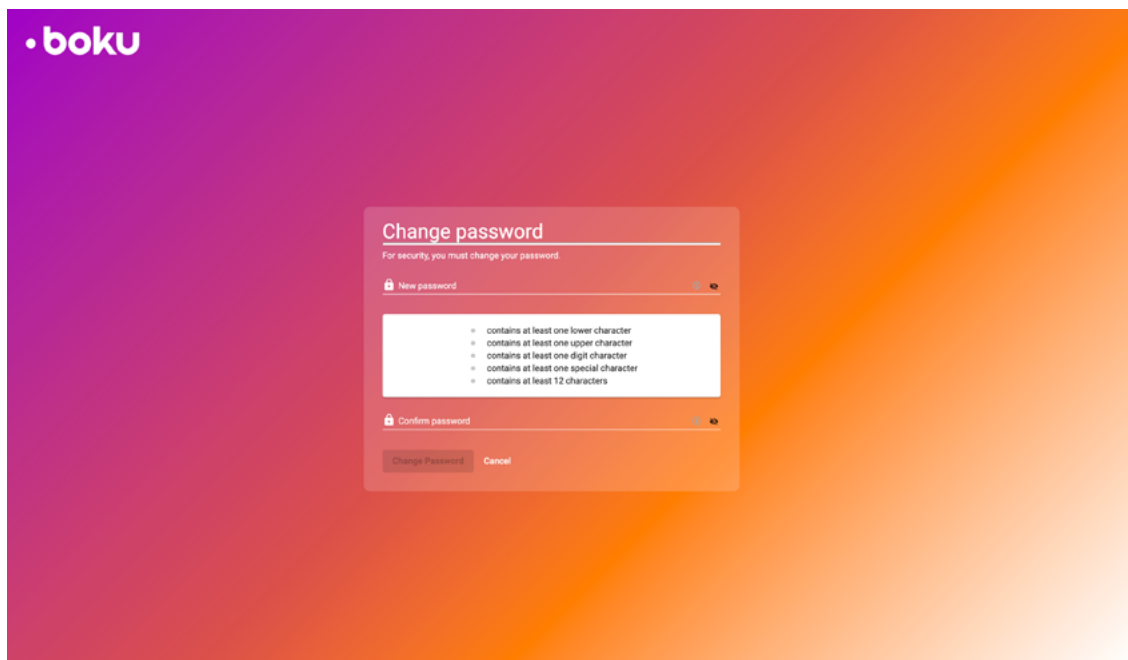 boku
Change password
For security, you must change your password.
New password
contains at least one lower character
contains at least one upper character
contains at least one digit character
contains at least one special character
contains at least 12 characters
Confirm password
Change Password Cancel